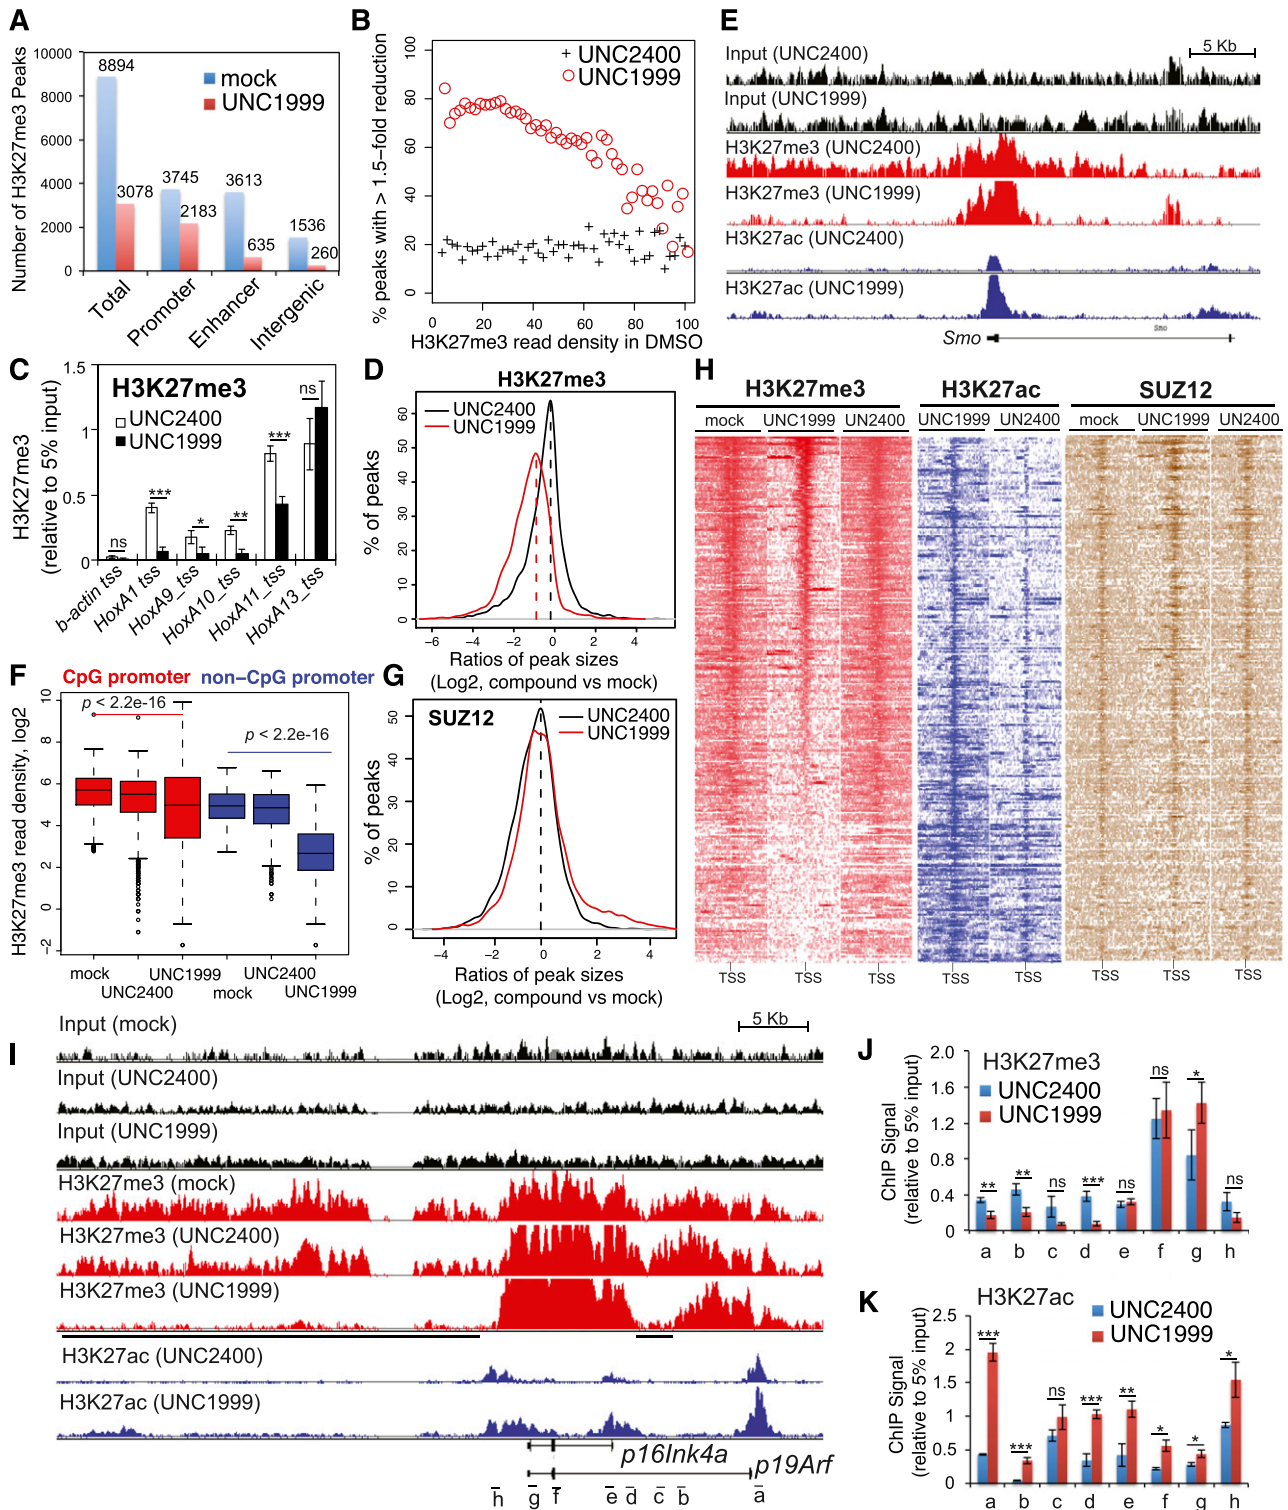 A
Number of H3K27me3 Peaks
10000
8000
6000
4000
2000
0
8894
3078
3745
2183
3613
635
1536
260
mock
UNC1999
Total
Promoter
Enhancer
Intergenic
B
% peaks with > 1.5−fold reduction
100
80
60
40
20
0
UNC2400
UNC1999
0 20 40 60 80 100
H3K27me3 read density in DMSO
E
5 Kb
Input (UNC2400)
Input (UNC1999)
H3K27me3 (UNC2400)
H3K27me3 (UNC1999)
H3K27ac (UNC2400)
H3K27ac (UNC1999)
Smo
Smo
C
H3K27me3
(relative to 5% input)
1.5
1
0.5
0
H3K27me3
UNC2400
UNC1999
ns
***
*
**
***
ns
b-actin tss
HoxA1 tss
HoxA9_tss
HoxA10_tss
HoxA11_tss
HoxA13_tss
D
H3K27me3
UNC2400
UNC1999
% of peaks
60
50
40
30
20
10
0
−6 −4 −2 0 2 4
Ratios of peak sizes
(Log2, compound vs mock)
H
H3K27me3 H3K27ac SUZ12
mock UNC1999 UN2400 UNC1999 UN2400 mock UNC1999 UN2400
TSS TSS TSS TSS TSS TSS TSS TSS
F
CpG promoter non−CpG promoter
p < 2.2e-16
p < 2.2e-16
H3K27me3 read density, log2
10
8
6
4
2
0
−2
mock UNC1999 UNC2400
UNC2400 mock UNC1999
G
SUZ12
UNC2400
UNC1999
% of peaks
50
40
30
20
10
0
−4 −2 0 2 4
Ratios of peak sizes
(Log2, compound vs mock)
I
5 Kb
Input (mock)
Input (UNC2400)
Input (UNC1999)
H3K27me3 (mock)
H3K27me3 (UNC2400)
H3K27me3 (UNC1999)
H3K27ac (UNC2400)
H3K27ac (UNC1999)
p16Ink4a
p19Arf
h g f e d c b a
J
H3K27me3
UNC2400
UNC1999
ChIP Signal
(relative to 5% input)
2.0
1.6
1.2
0.8
0.4
0
** ** ns *** ns ns * ns
a b c d e f g h
K
H3K27ac
UNC2400
UNC1999
ChIP Signal
(relative to 5% input)
2.5
2
1.5
1
0.5
0
*** *** ns *** ** * * *
a b c d e f g h